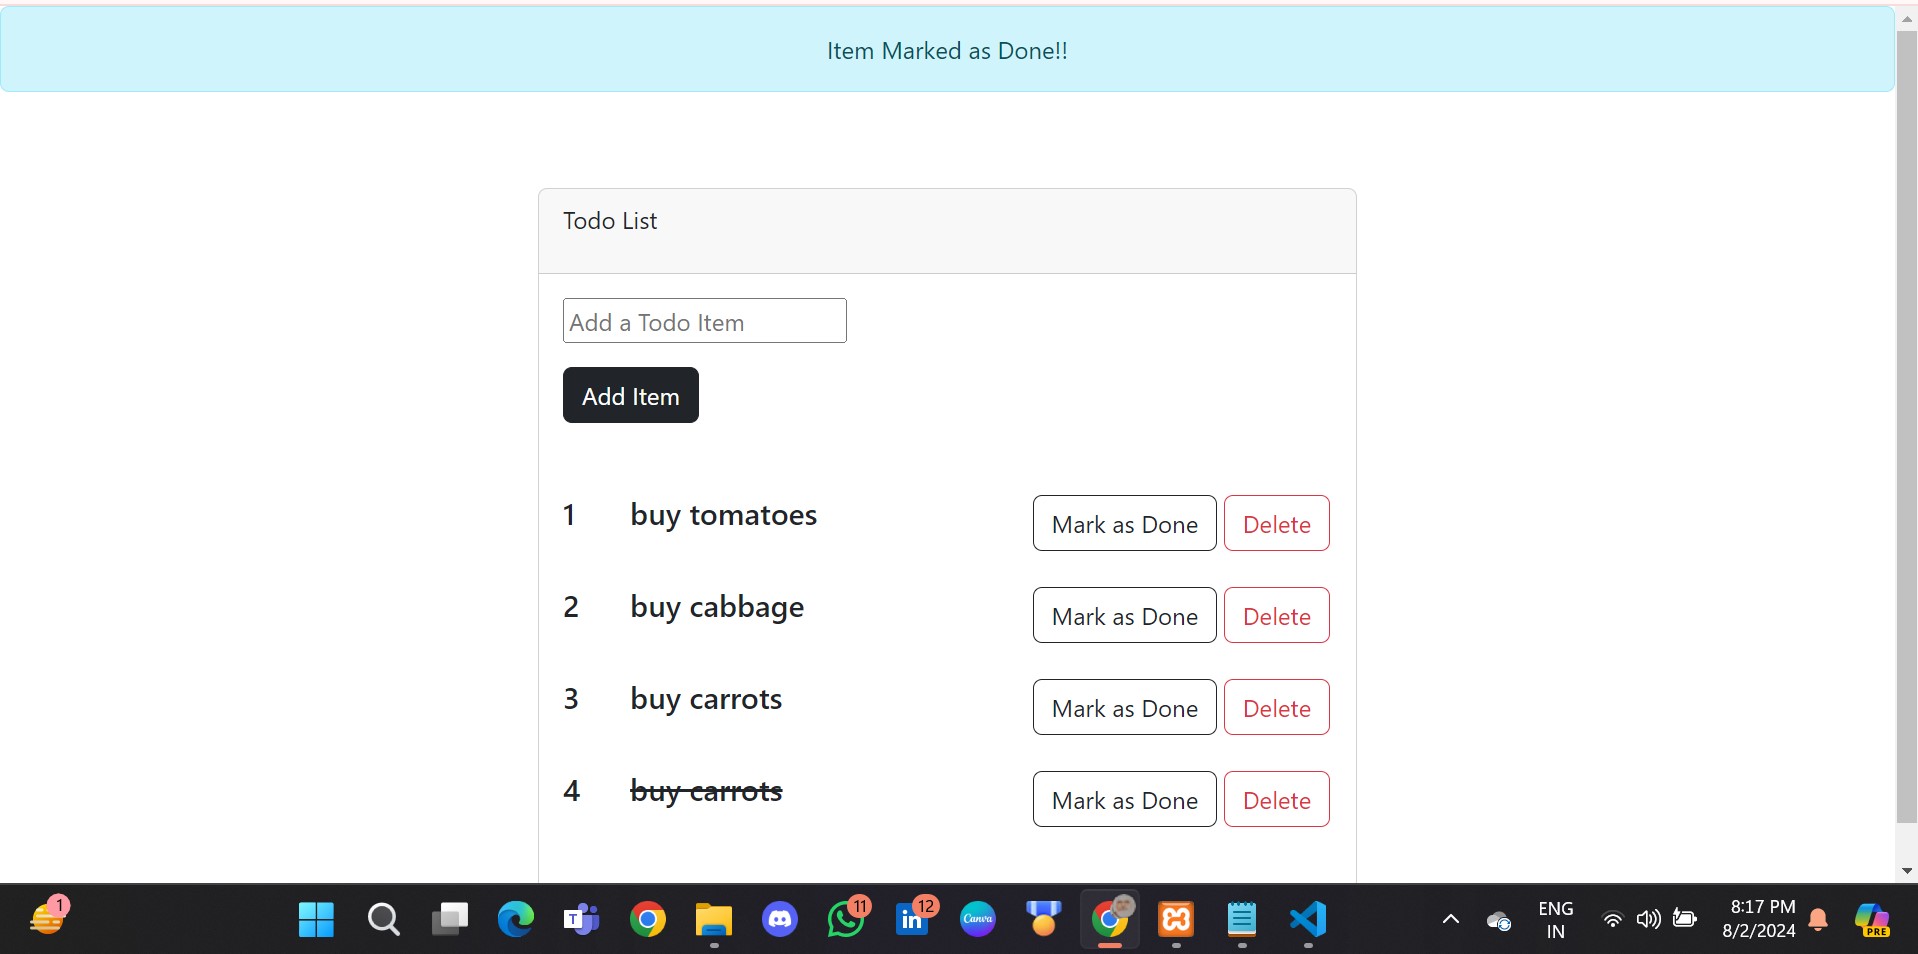 Item Marked as Done!!
Todo List
Add a Todo Item
Add Item
1 buy tomatoes Mark as Done Delete
2 buy cabbage Mark as Done Delete
3 buy carrots Mark as Done Delete
4 buy carrots Mark as Done Delete
1
T
11
in 12
Canva
ENG
IN
8:17 PM
8/2/2024
PRE